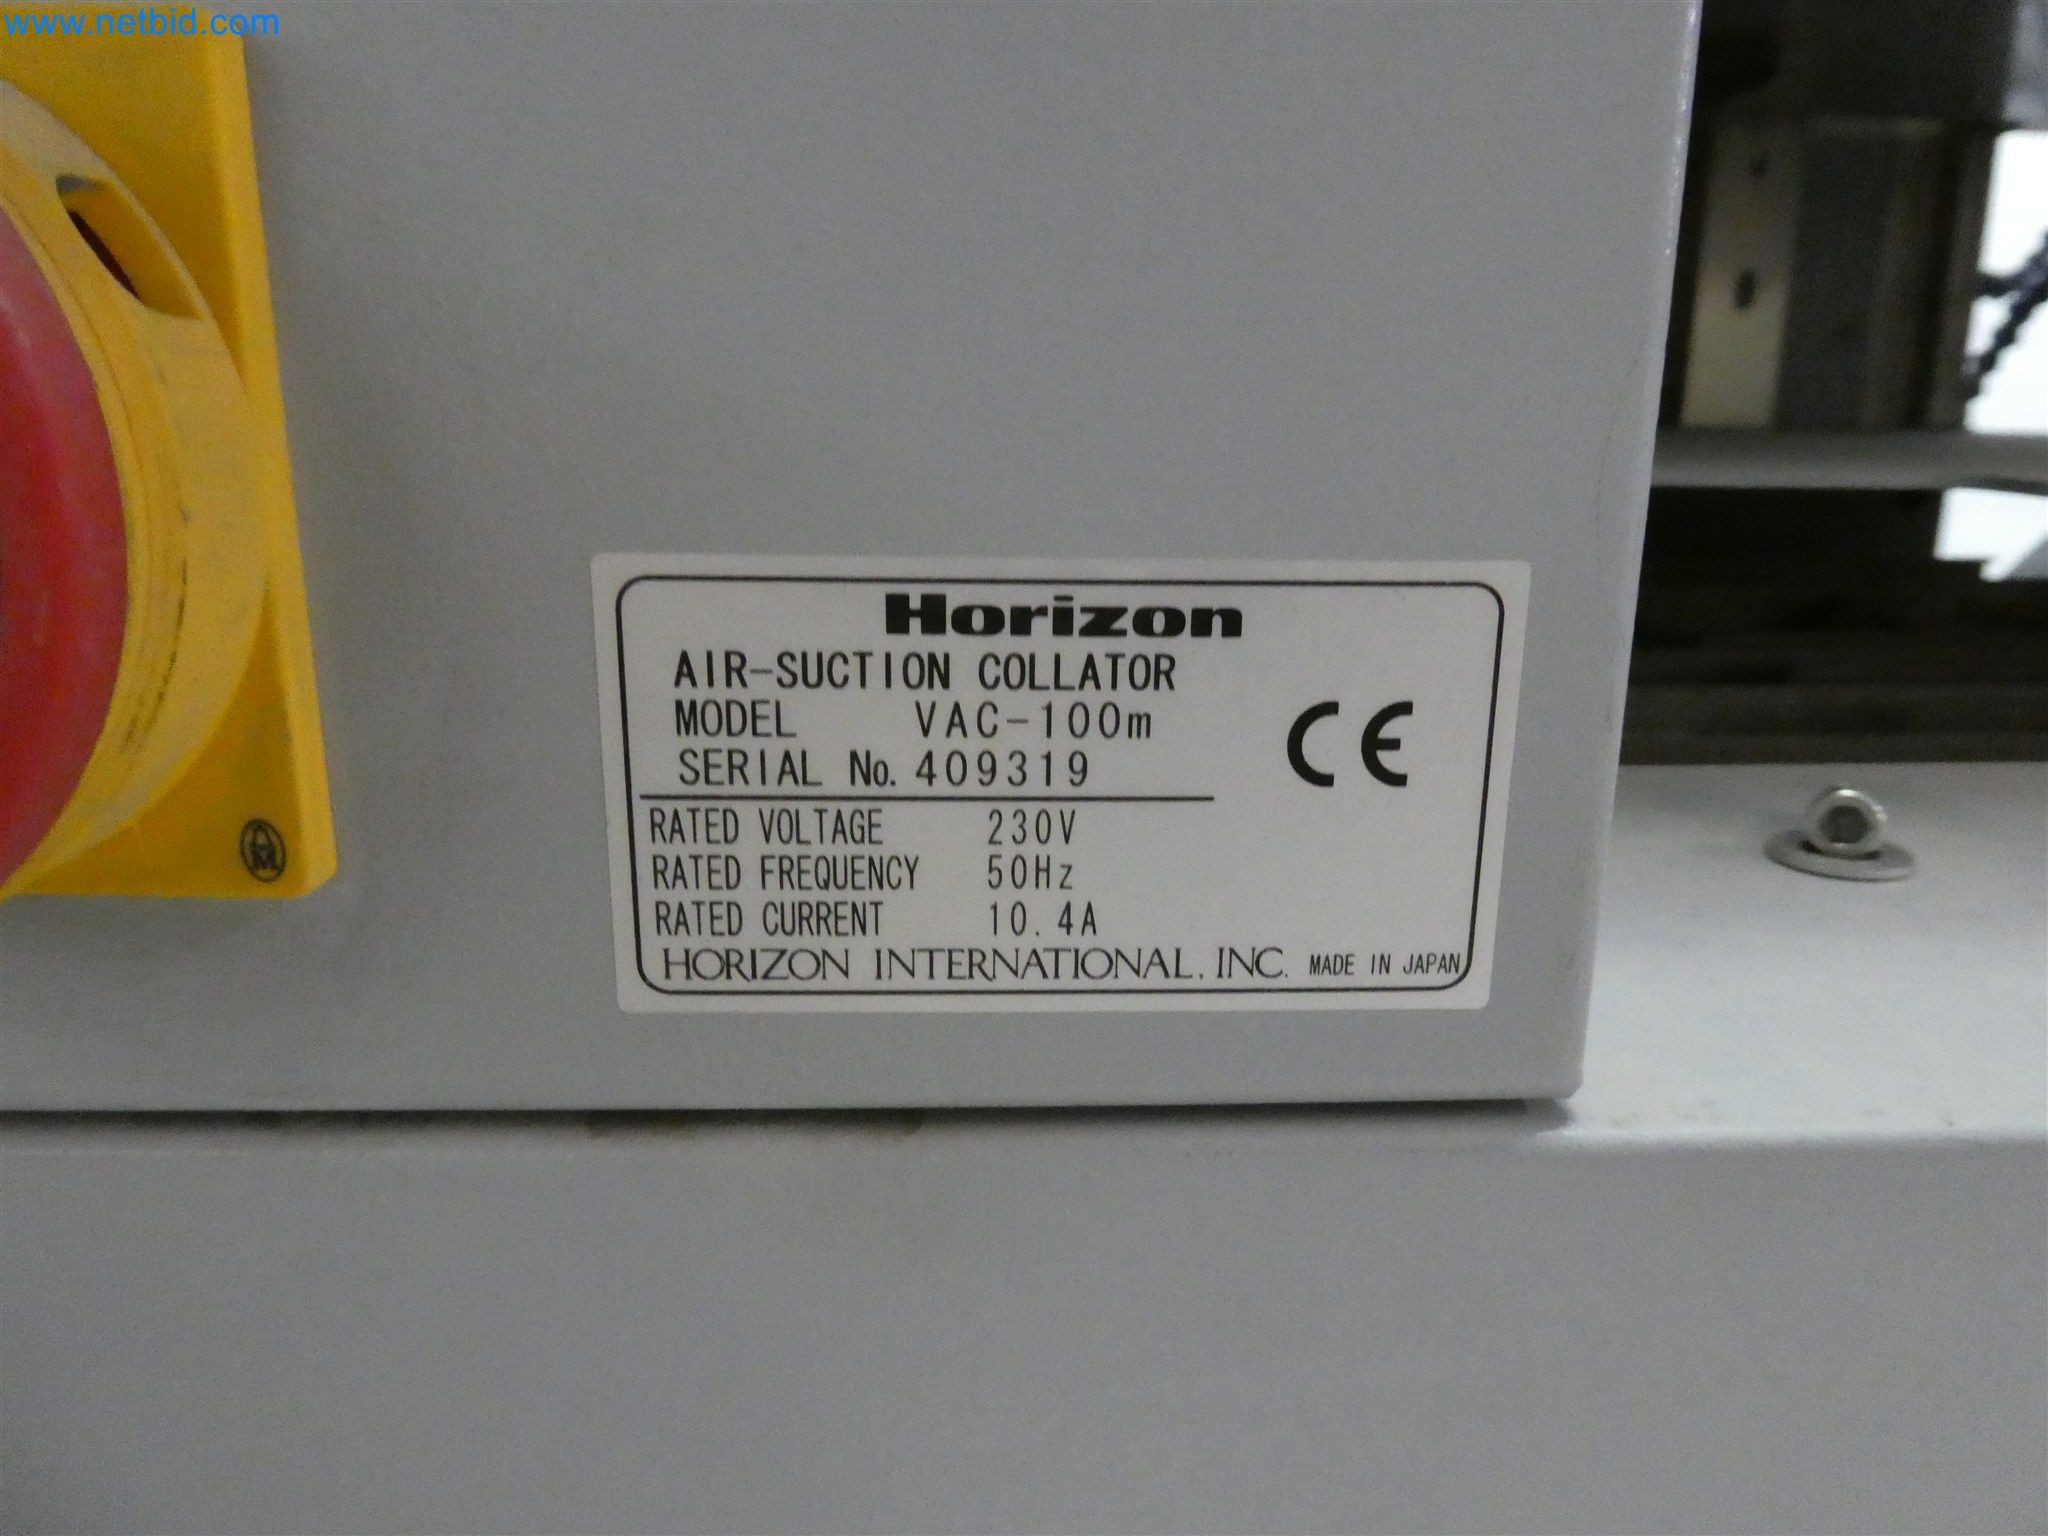 www.netbid.com
Horizon
AIR-SUCTION COLLATOR
MODEL VAC-100m
SERIAL No. 409319
CE
RATED VOLTAGE 230V
RATED FREQUENCY 50Hz
RATED CURRENT 10.4A
HORIZON INTERNATIONAL, INC. MADE IN JAPAN